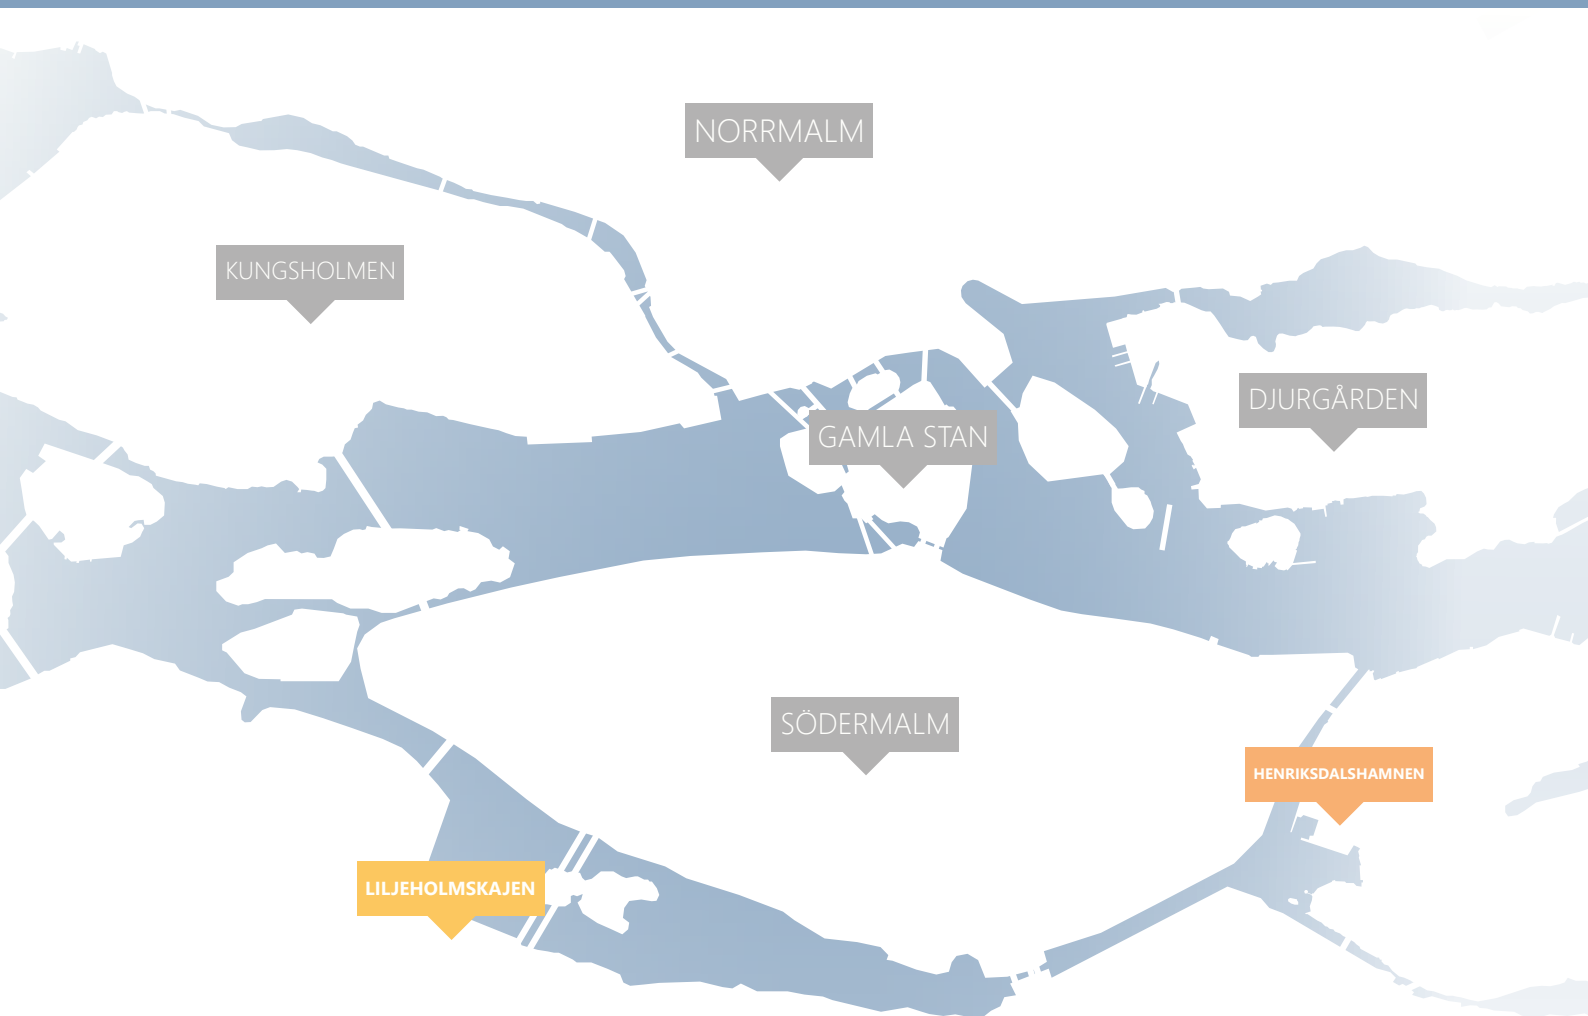 NORRMALM
KUNGSHOLMEN
DJURGÅRDEN
GAMLA STAN
SÖDERMALM
HENRIKSDALSHAMNEN
LILJEHOLMSKAJEN